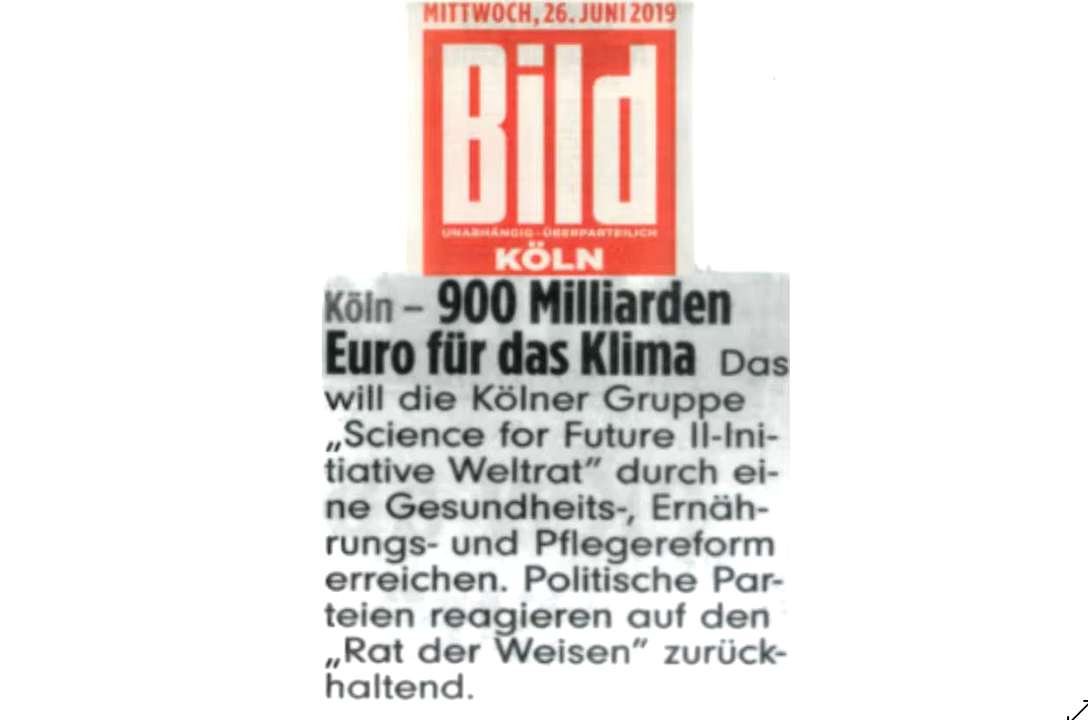 MITTWOCH, 26. JUNI 2019
Bild
UNABHÄNGIG · ÜBERPARTEILICH
KÖLN
Köln – 900 Milliarden
Euro für das Klima Das
will die Kölner Gruppe
„Science for Future II-Ini-
tiative Weltrat” durch ei-
ne Gesundheits-, Ernäh-
rungs- und Pflegereform
erreichen. Politische Par-
teien reagieren auf den
„Rat der Weisen” zurück-
haltend.